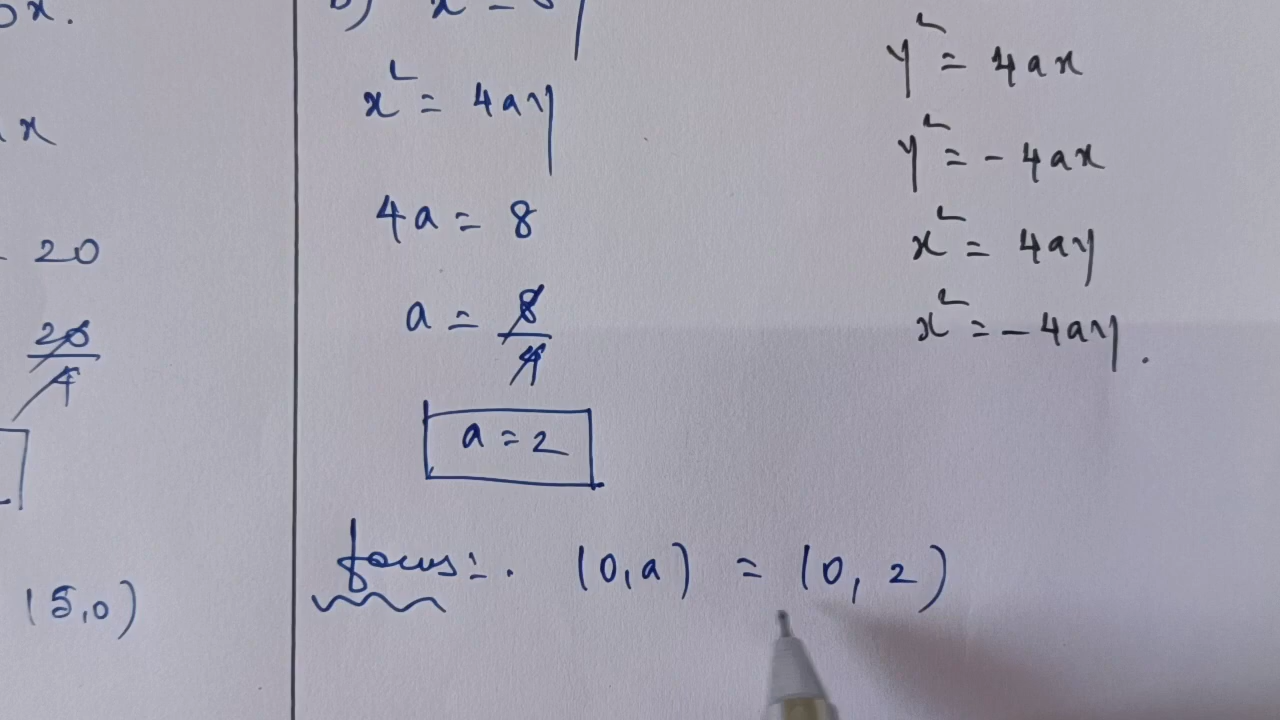 x.
x
20
20/4
(5,0)
b) x =
x² = 4ay
4a = 8
a = 8/4
a = 2
focus:-. (0,a) = (0, 2)
y² = 4ax
y² = - 4ax
x² = 4ay
x² = - 4ay.